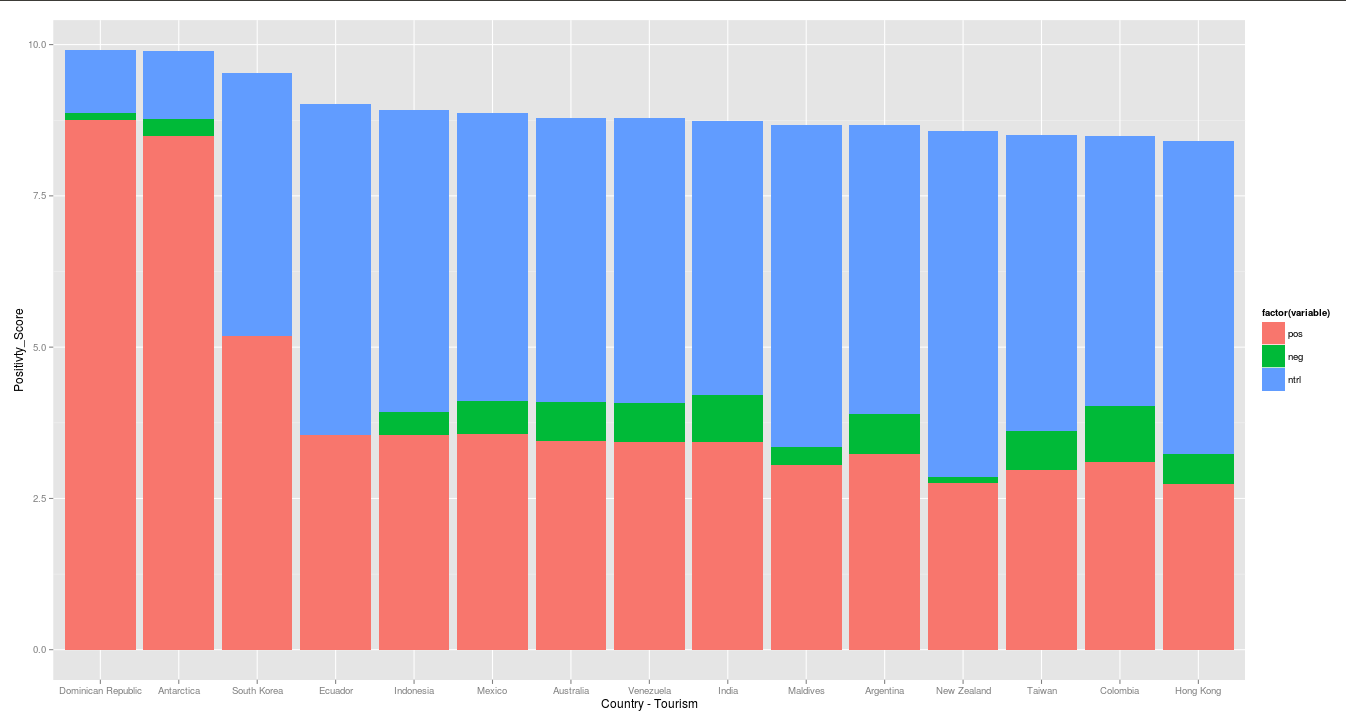 10.0
7.5
5.0
2.5
0.0
Positivty_Score
Dominican Republic Antarctica South Korea Ecuador Indonesia Mexico Australia Venezuela India Maldives Argentina New Zealand Taiwan Colombia Hong Kong
Country - Tourism
factor(variable)
pos
neg
ntrl